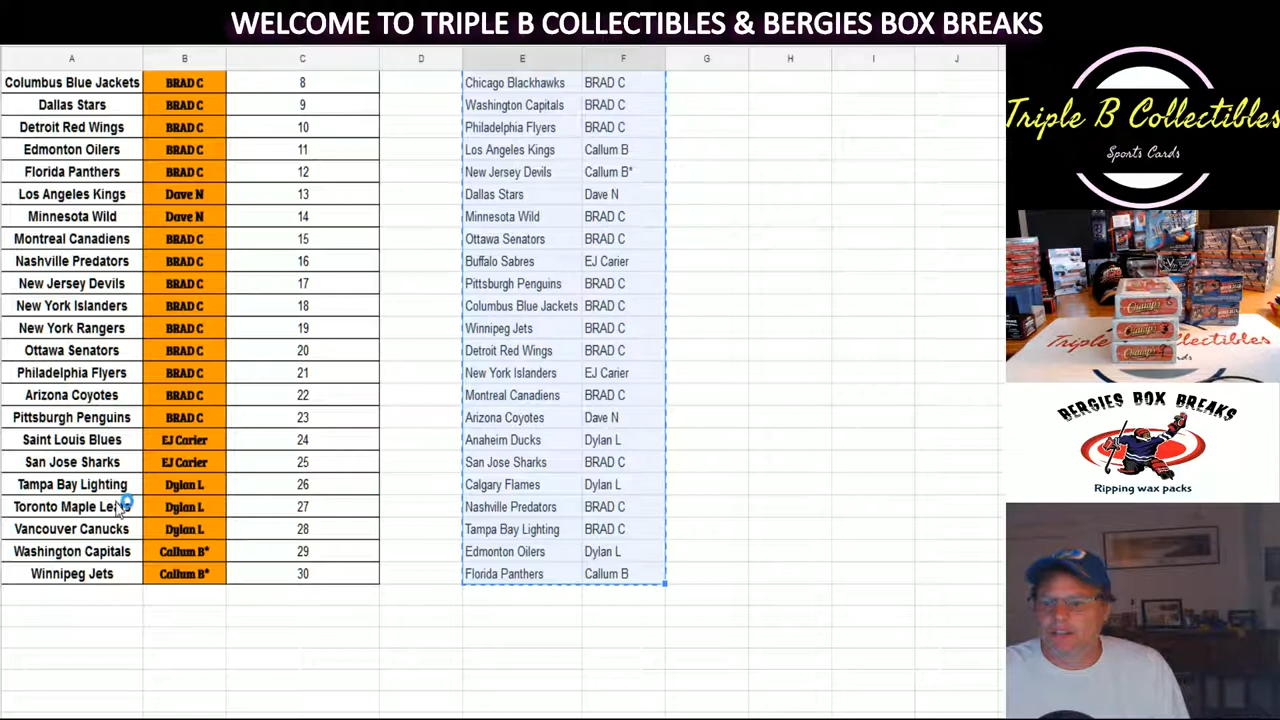 WELCOME TO TRIPLE B COLLECTIBLES & BERGIES BOX BREAKS
A B C D E F G H I J
Columbus Blue Jackets BRAD C 8 Chicago Blackhawks BRAD C
Dallas Stars BRAD C 9 Washington Capitals BRAD C
Detroit Red Wings BRAD C 10 Philadelphia Flyers BRAD C
Edmonton Oilers BRAD C 11 Los Angeles Kings Callum B
Florida Panthers BRAD C 12 New Jersey Devils Callum B*
Los Angeles Kings Dave N 13 Dallas Stars Dave N
Minnesota Wild Dave N 14 Minnesota Wild BRAD C
Montreal Canadiens BRAD C 15 Ottawa Senators BRAD C
Nashville Predators BRAD C 16 Buffalo Sabres EJ Carier
New Jersey Devils BRAD C 17 Pittsburgh Penguins BRAD C
New York Islanders BRAD C 18 Columbus Blue Jackets BRAD C
New York Rangers BRAD C 19 Winnipeg Jets BRAD C
Ottawa Senators BRAD C 20 Detroit Red Wings BRAD C
Philadelphia Flyers BRAD C 21 New York Islanders EJ Carier
Arizona Coyotes BRAD C 22 Montreal Canadiens BRAD C
Pittsburgh Penguins BRAD C 23 Arizona Coyotes Dave N
Saint Louis Blues EJ Carier 24 Anaheim Ducks Dylan L
San Jose Sharks EJ Carier 25 San Jose Sharks BRAD C
Tampa Bay Lighting Dylan L 26 Calgary Flames Dylan L
Toronto Maple Dylan L 27 Nashville Predators BRAD C
Vancouver Canucks Dylan L 28 Tampa Bay Lighting BRAD C
Washington Capitals Callum B* 29 Edmonton Oilers Dylan L
Winnipeg Jets Callum B* 30 Florida Panthers Callum B
Triple B Collectibles
Sports Cards
Champ's
Champ's
Champ's
BERGIES BOX BREAKS
Ripping wax packs